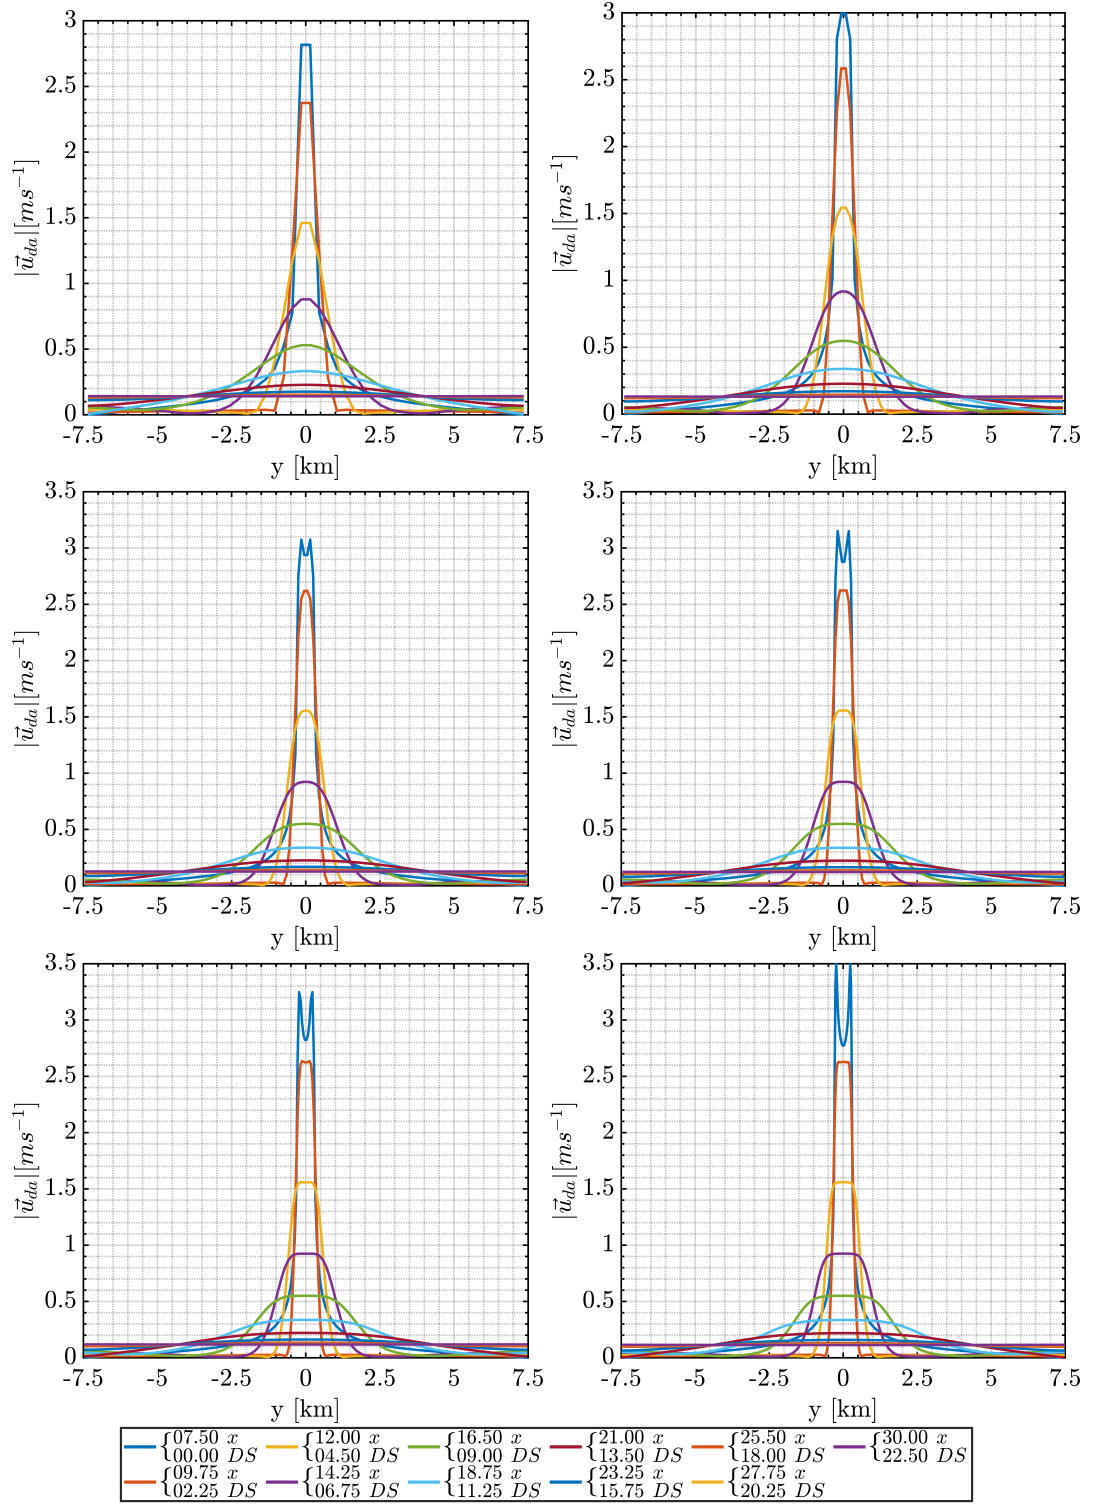 3 2.5 2 1.5 1 0.5 0
|u⃗_da| [ms⁻¹]
-7.5 -5 -2.5 0 2.5 5 7.5
y [km]
3 2.5 2 1.5 1 0.5 0
|u⃗_da| [ms⁻¹]
-7.5 -5 -2.5 0 2.5 5 7.5
y [km]
3.5 3 2.5 2 1.5 1 0.5 0
|u⃗_da| [ms⁻¹]
-7.5 -5 -2.5 0 2.5 5 7.5
y [km]
3.5 3 2.5 2 1.5 1 0.5 0
|u⃗_da| [ms⁻¹]
-7.5 -5 -2.5 0 2.5 5 7.5
y [km]
3.5 3 2.5 2 1.5 1 0.5 0
|u⃗_da| [ms⁻¹]
-7.5 -5 -2.5 0 2.5 5 7.5
y [km]
3.5 3 2.5 2 1.5 1 0.5 0
|u⃗_da| [ms⁻¹]
-7.5 -5 -2.5 0 2.5 5 7.5
y [km]
{07.50 x {12.00 x {16.50 x {21.00 x {25.50 x {30.00 x
00.00 DS 04.50 DS 09.00 DS 13.50 DS 18.00 DS 22.50 DS
{09.75 x {14.25 x {18.75 x {23.25 x {27.75 x
02.25 DS 06.75 DS 11.25 DS 15.75 DS 20.25 DS